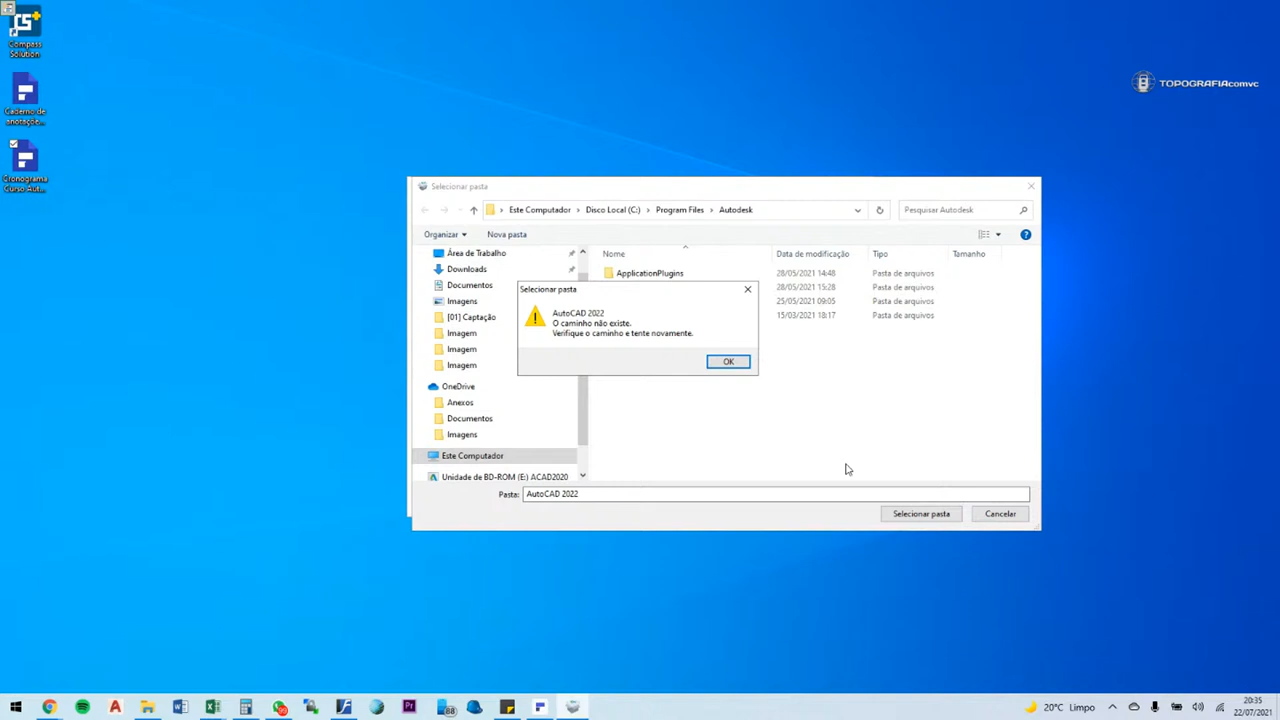 Compass
Solution
Caderno de
anotaçõe...
Cronograma
Curso Aut...
TOPOGRAFIAcomvc
Selecionar pasta
Este Computador > Disco Local (C:) > Program Files > Autodesk
Pesquisar Autodesk
Organizar
Nova pasta
Área de Trabalho
Downloads
Documentos
Imagens
[01] Captação
Imagem
Imagem
Imagem
OneDrive
Anexos
Documentos
Imagens
Este Computador
Unidade de BD-ROM (E:) ACAD2020
Nome Data de modificação Tipo Tamanho
ApplicationPlugins 28/05/2021 14:48 Pasta de arquivos
28/05/2021 15:28 Pasta de arquivos
25/05/2021 09:05 Pasta de arquivos
15/03/2021 18:17 Pasta de arquivos
Selecionar pasta
AutoCAD 2022
O caminho não existe.
Verifique o caminho e tente novamente.
OK
Pasta: AutoCAD 2022
Selecionar pasta Cancelar
20°C Limpo
20:35
22/07/2021